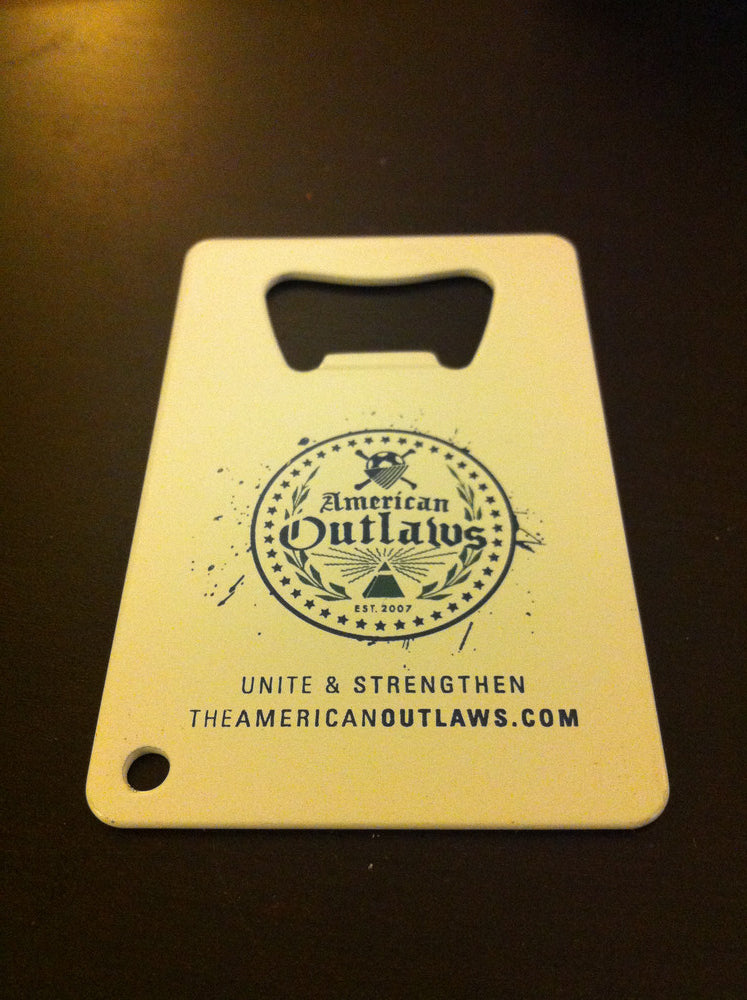 American
Outlaws
EST. 2007
UNITE & STRENGTHEN
THEAMERICANOUTLAWS.COM